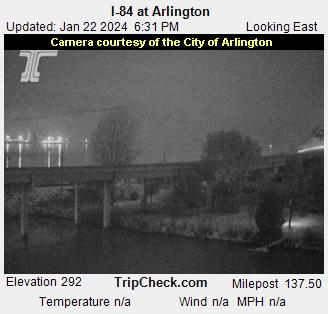 I-84 at Arlington
Updated: Jan 22 2024 6:31 PM Looking East
Camera courtesy of the City of Arlington
Elevation 292 TripCheck.com Milepost 137.50
Temperature n/a Wind n/a MPH n/a